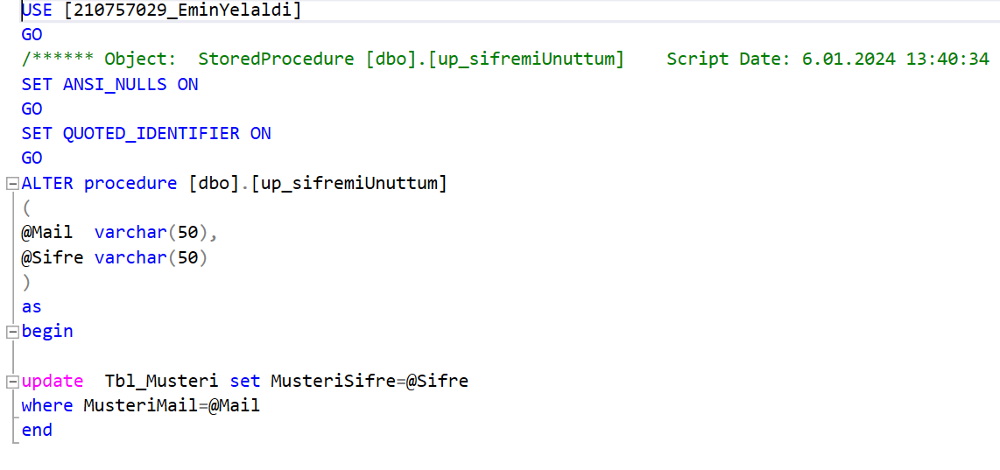 USE [210757029_EminYelaldi]
GO
/****** Object:  StoredProcedure [dbo].[up_sifremiUnuttum]    Script Date: 6.01.2024 13:40:34
SET ANSI_NULLS ON
GO
SET QUOTED_IDENTIFIER ON
GO
ALTER procedure [dbo].[up_sifremiUnuttum]
(
@Mail  varchar(50),
@Sifre varchar(50)
)
as
begin
update  Tbl_Musteri set MusteriSifre=@Sifre
where MusteriMail=@Mail
end